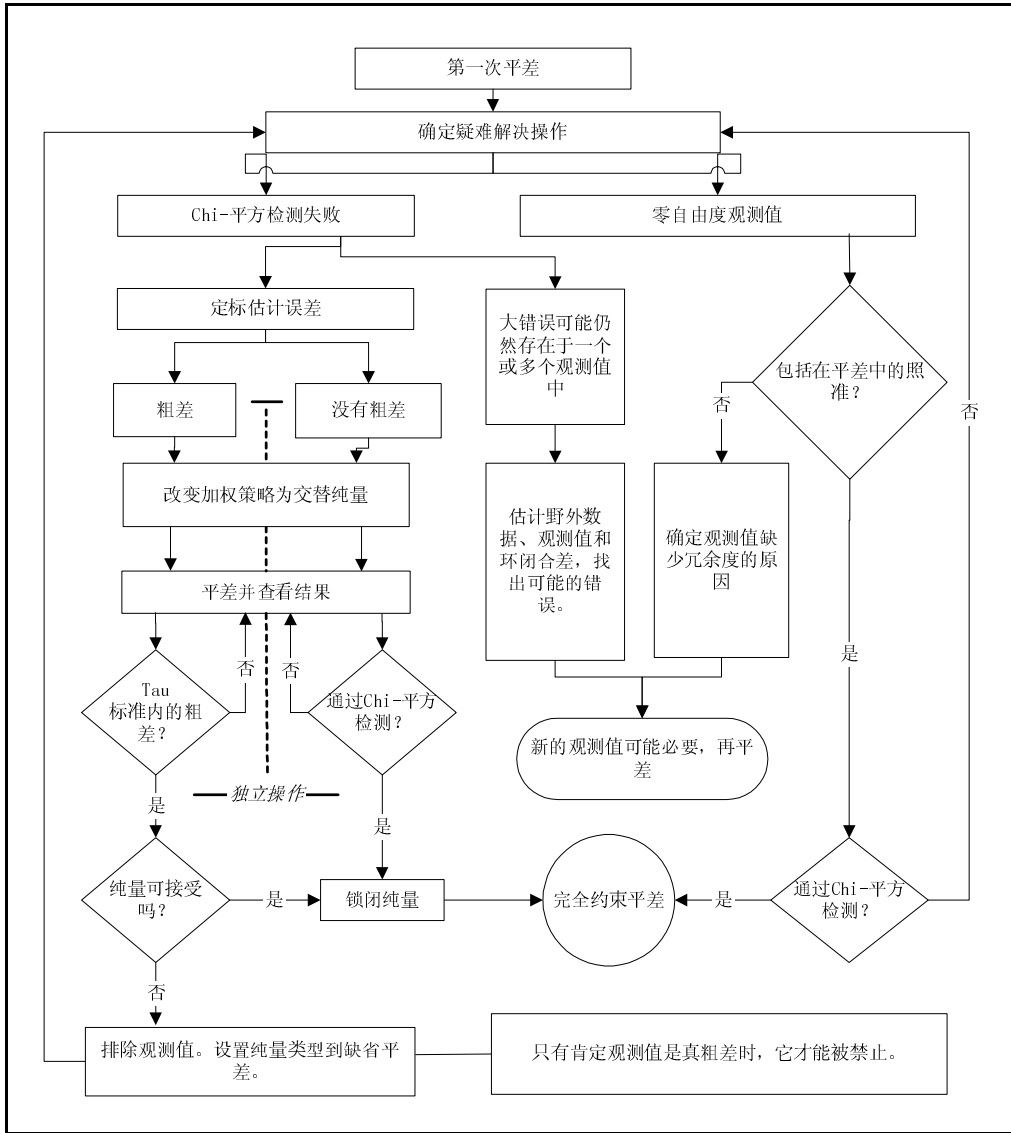 第一次平差
确定疑难解决操作
Chi-平方检测失败
零自由度观测值
定标估计误差
大错误可能仍
然存在于一个
或多个观测值
中
包括在平差中的照
准？
否
否
粗差
没有粗差
改变加权策略为交替纯量
估计野外数
据、观测值和
环闭合差，找
出可能的错
误。
确定观测值缺
少冗余度的原
因
平差并查看结果
是
否
否
Tau
标准内的粗
差？
通过Chi-平方
检测？
新的观测值可能必要，再平
差
独立操作
是
是
纯量可接受
吗？
是
锁闭纯量
完全约束平差
是
通过Chi-平方
检测？
否
排除观测值。设置纯量类型到缺省平
差。
只有肯定观测值是真粗差时，它才能被禁止。